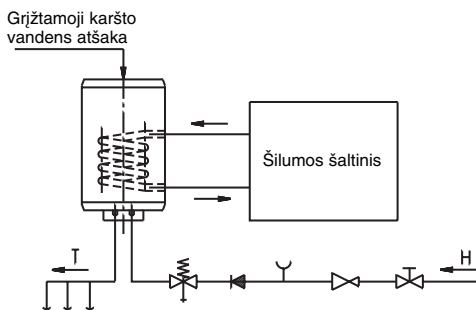 Grįžtamoji karšto
vandens atšaka
Šilumos šaltinis
T
H